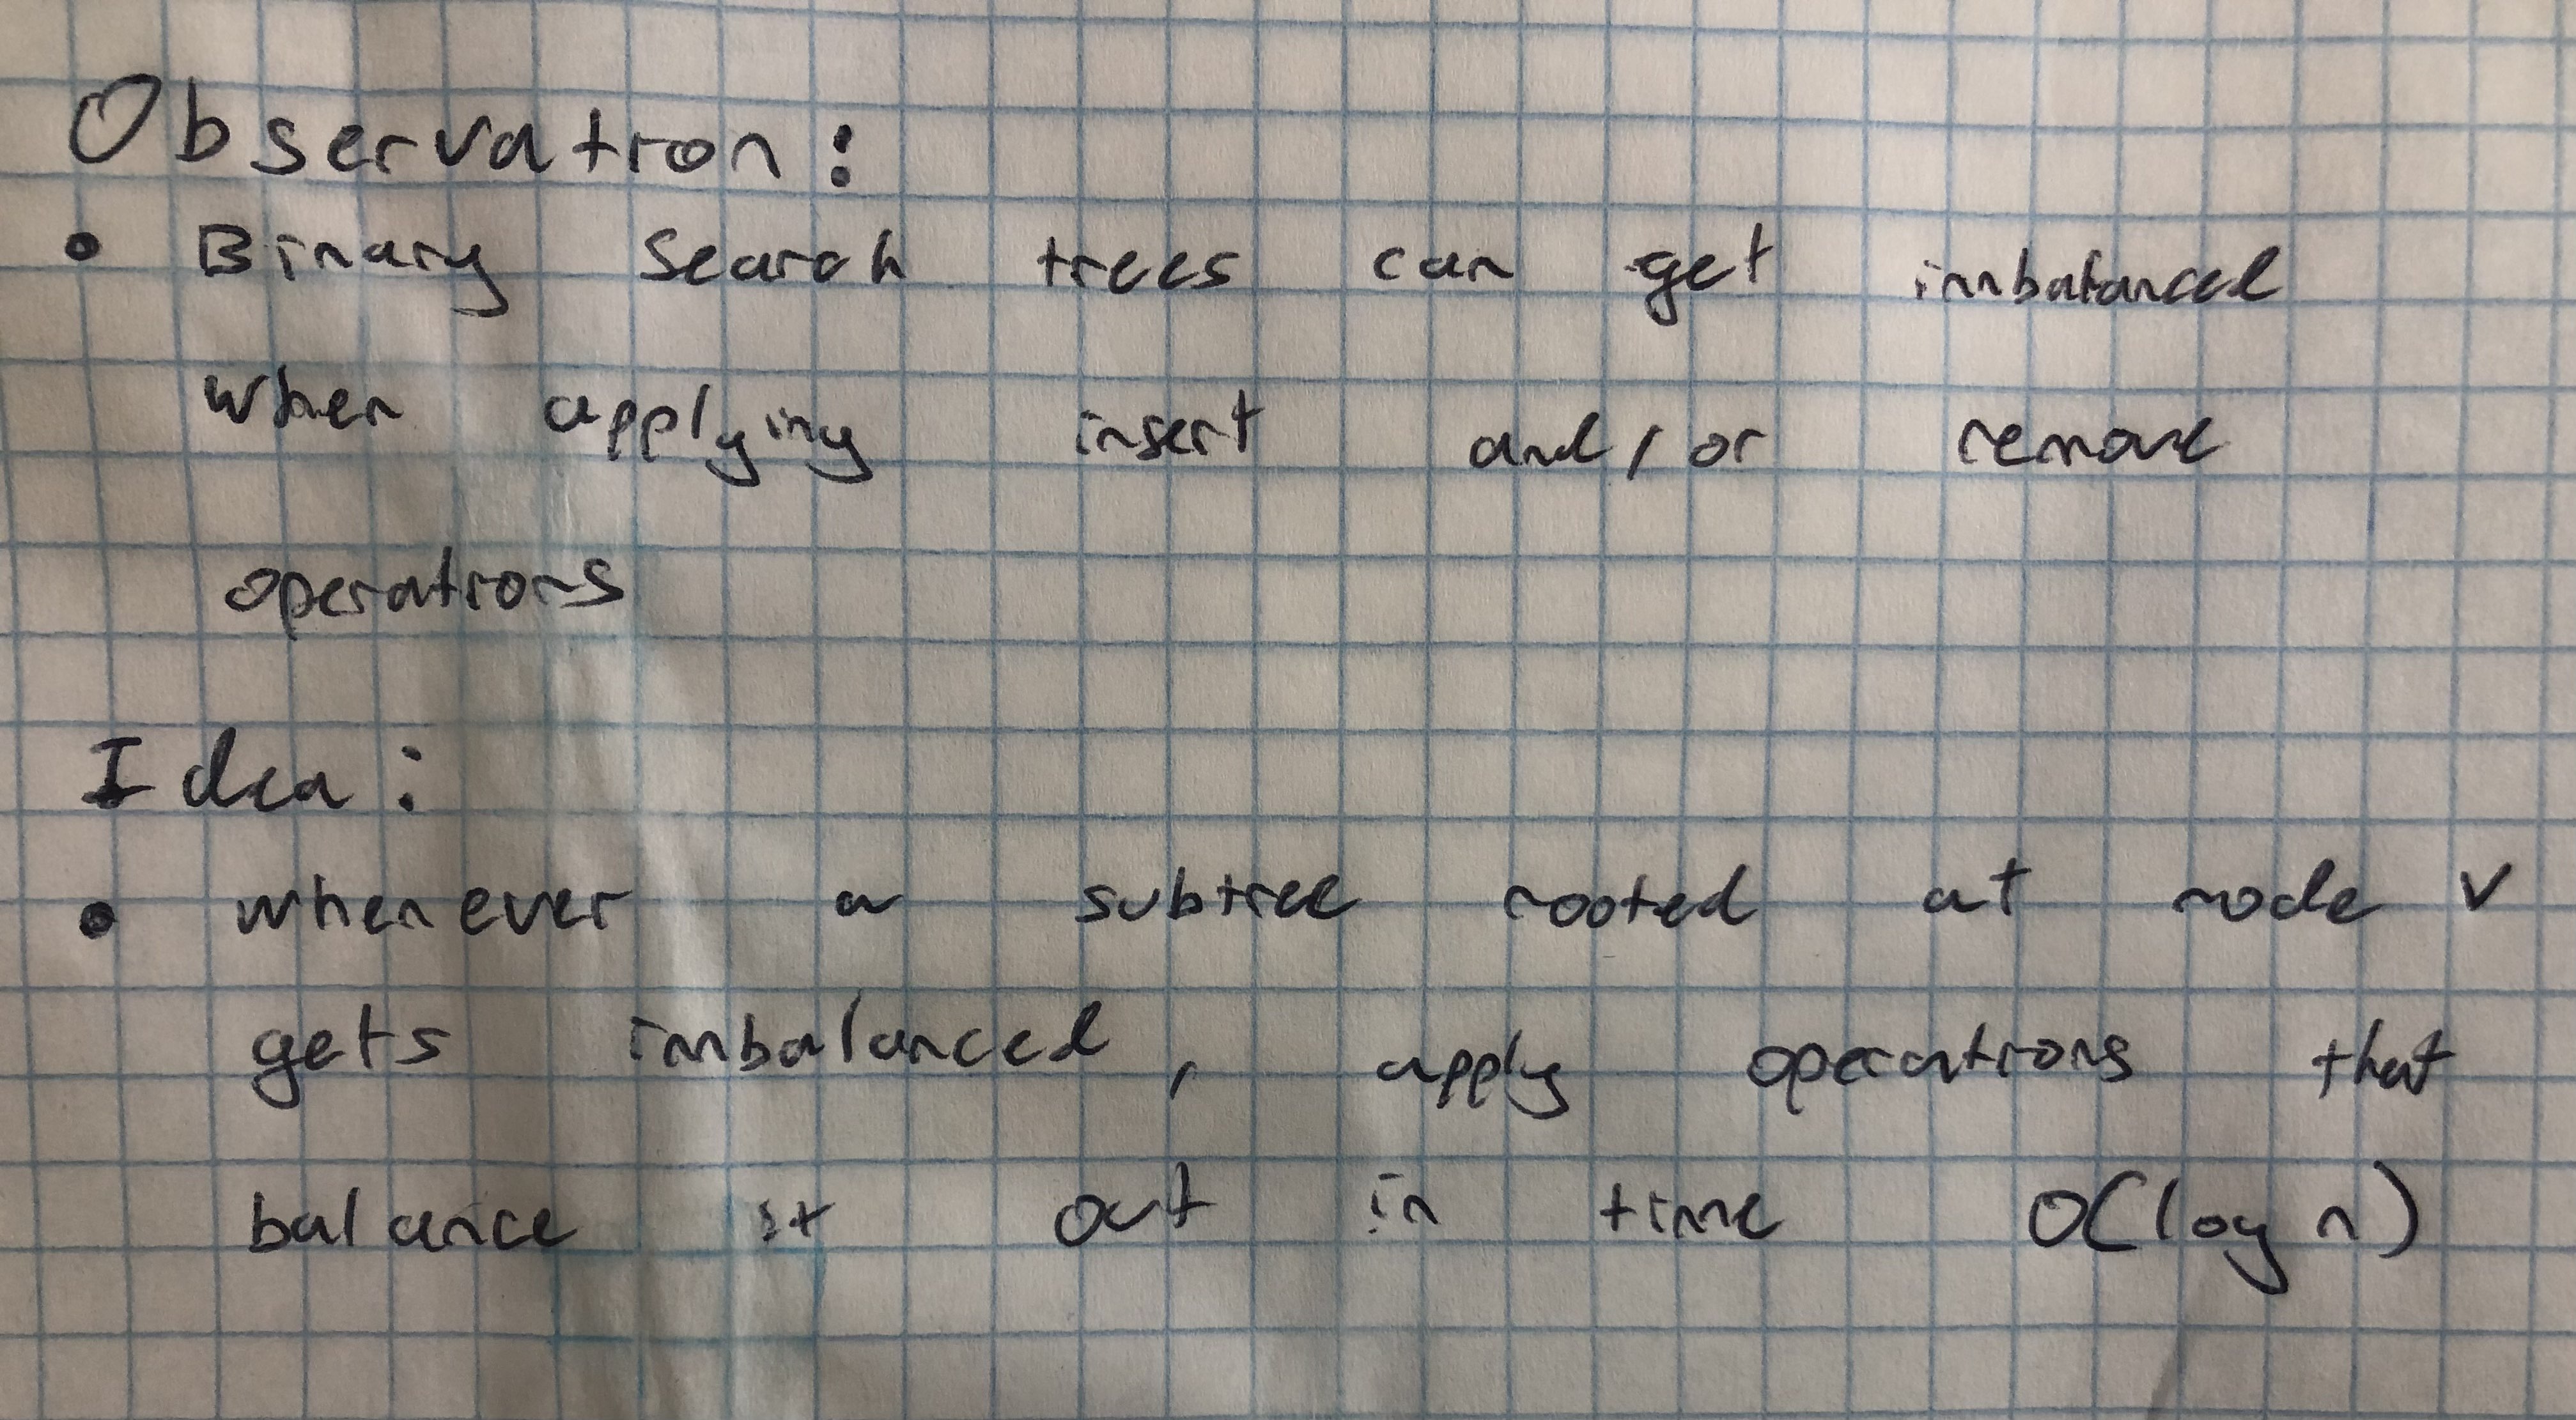 Observation:
• Binary Search trees can get imbalanced
when applying insert and/or remove
operations
Idea:
• whenever a subtree rooted at node v
gets imbalanced, apply operations that
balance it out in time O(log n)